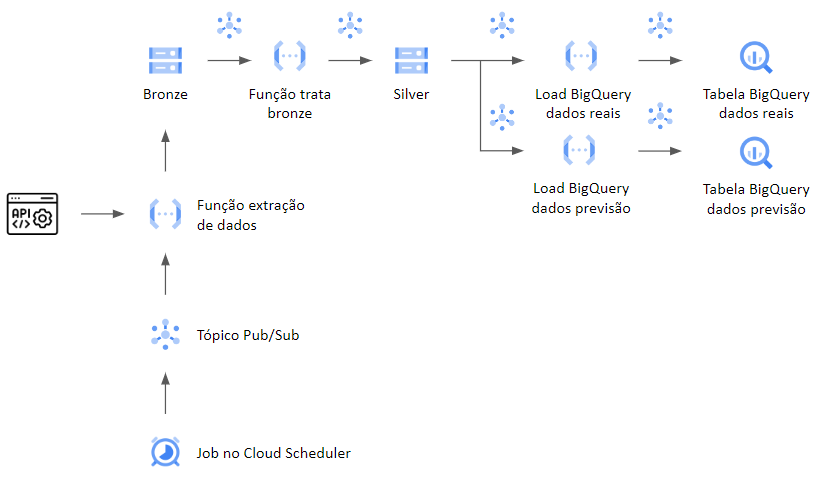 Bronze
Função trata
bronze
Silver
Load BigQuery
dados reais
Tabela BigQuery
dados reais
Load BigQuery
dados previsão
Tabela BigQuery
dados previsão
API
</>
Função extração
de dados
Tópico Pub/Sub
Job no Cloud Scheduler